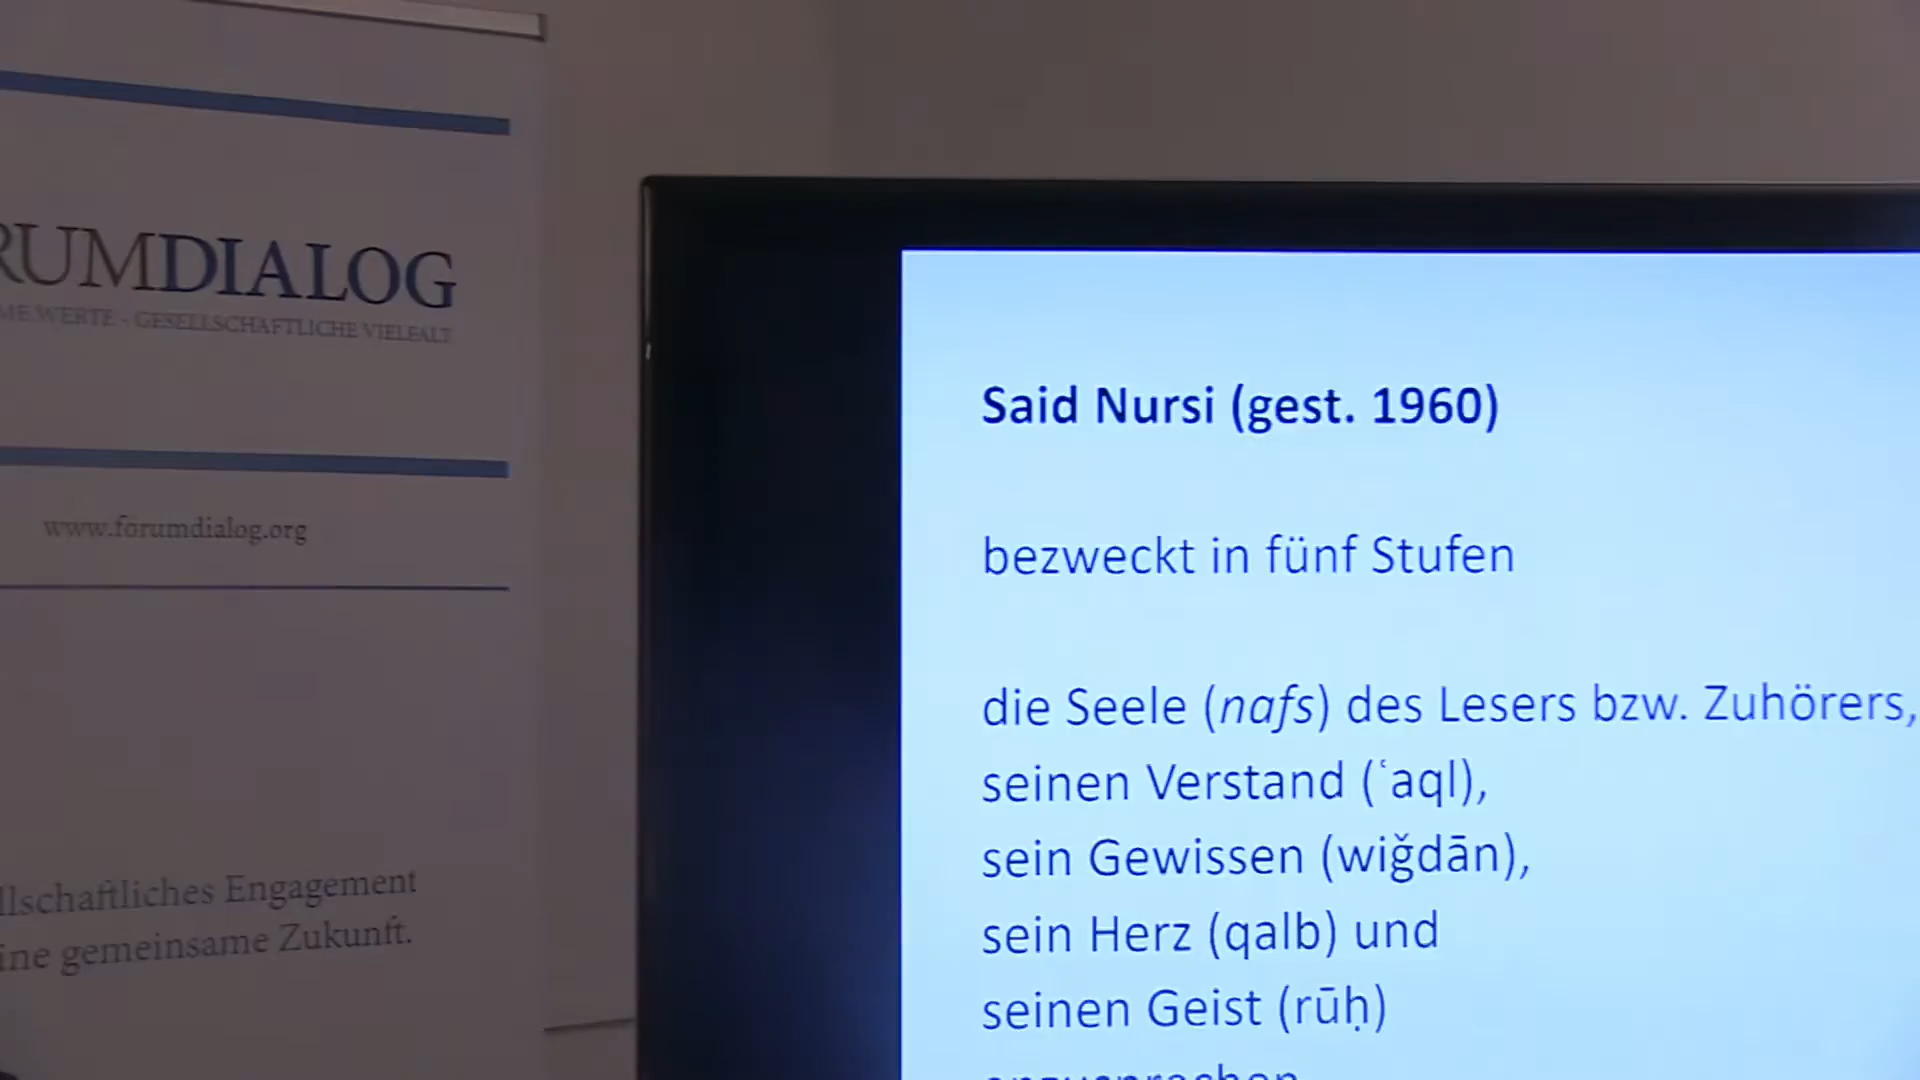 RUMDIALOG
ME WERTE - GESELLSCHAFTLICHE VIELFALT
www.forumdialog.org
llschaftliches Engagement
ine gemeinsame Zukunft.
Said Nursi (gest. 1960)
bezweckt in fünf Stufen
die Seele (nafs) des Lesers bzw. Zuhörers,
seinen Verstand (ʿaql),
sein Gewissen (wiǧdān),
sein Herz (qalb) und
seinen Geist (rūḥ)
anzusprechen